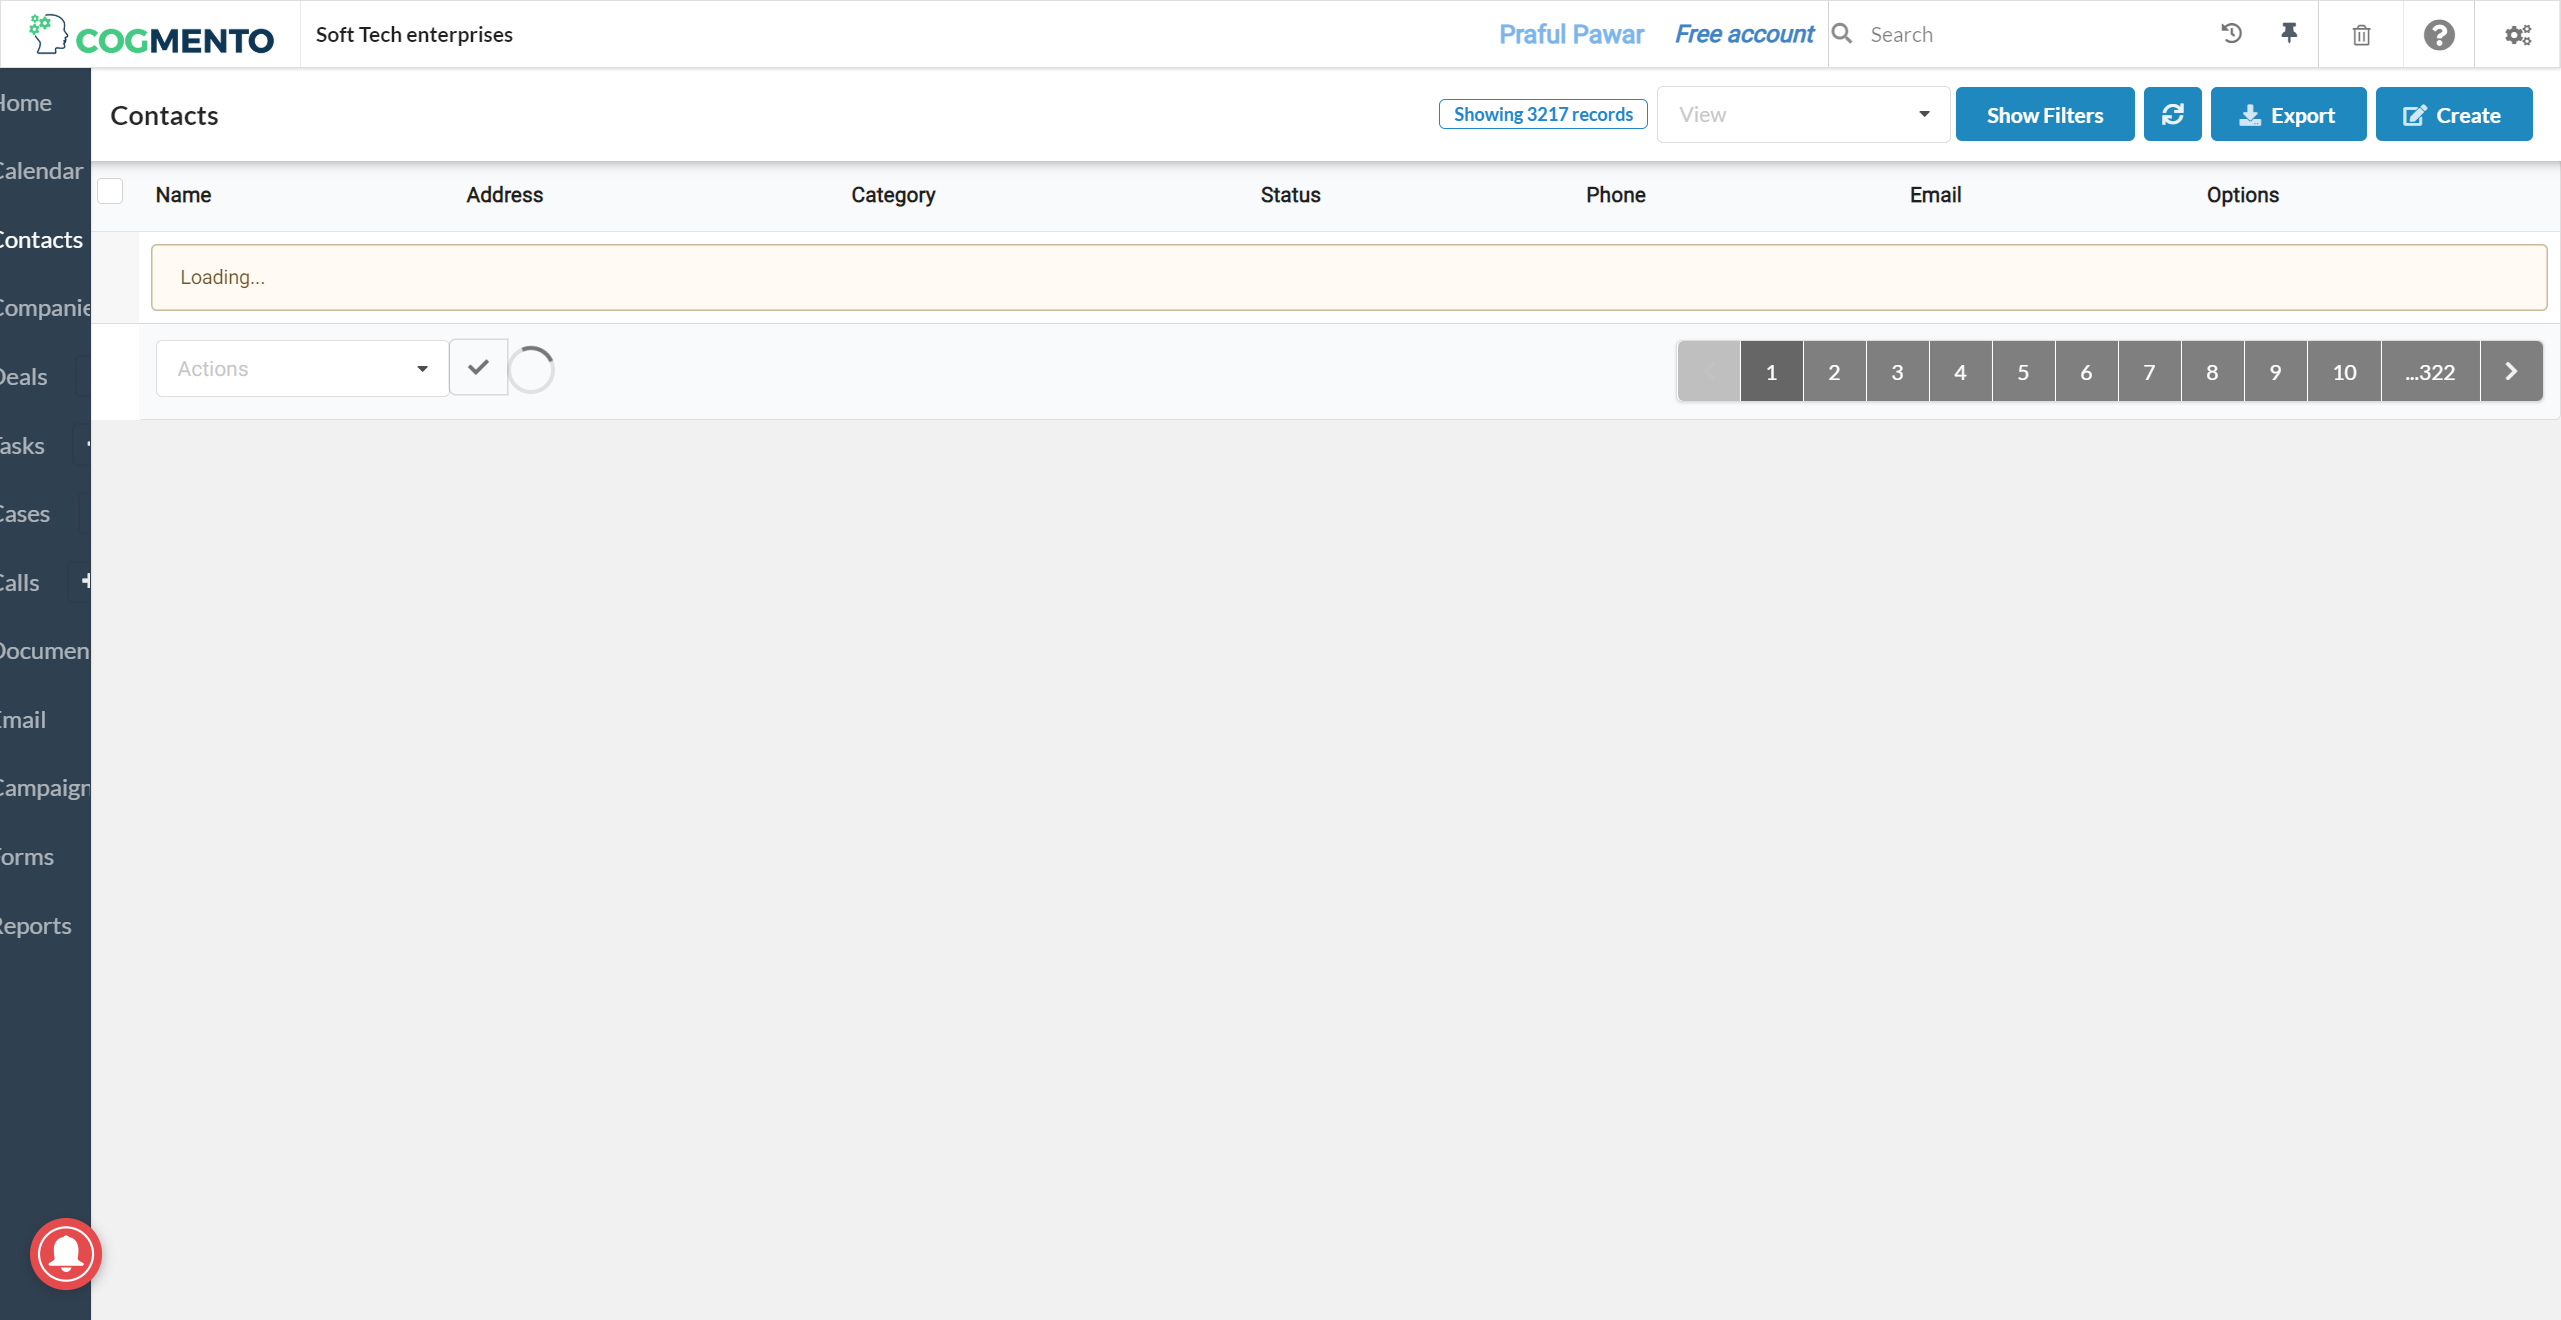 COGMENTO
Soft Tech enterprises
Praful Pawar
Free account
Search
Home
Calendar
Contacts
Companie
Deals
Tasks
Cases
Calls
Documen
Email
Campaign
Forms
Reports
Contacts
Showing 3217 records
View
Show Filters
Export
Create
Name Address Category Status Phone Email Options
Loading...
Actions
1 2 3 4 5 6 7 8 9 10 ...322